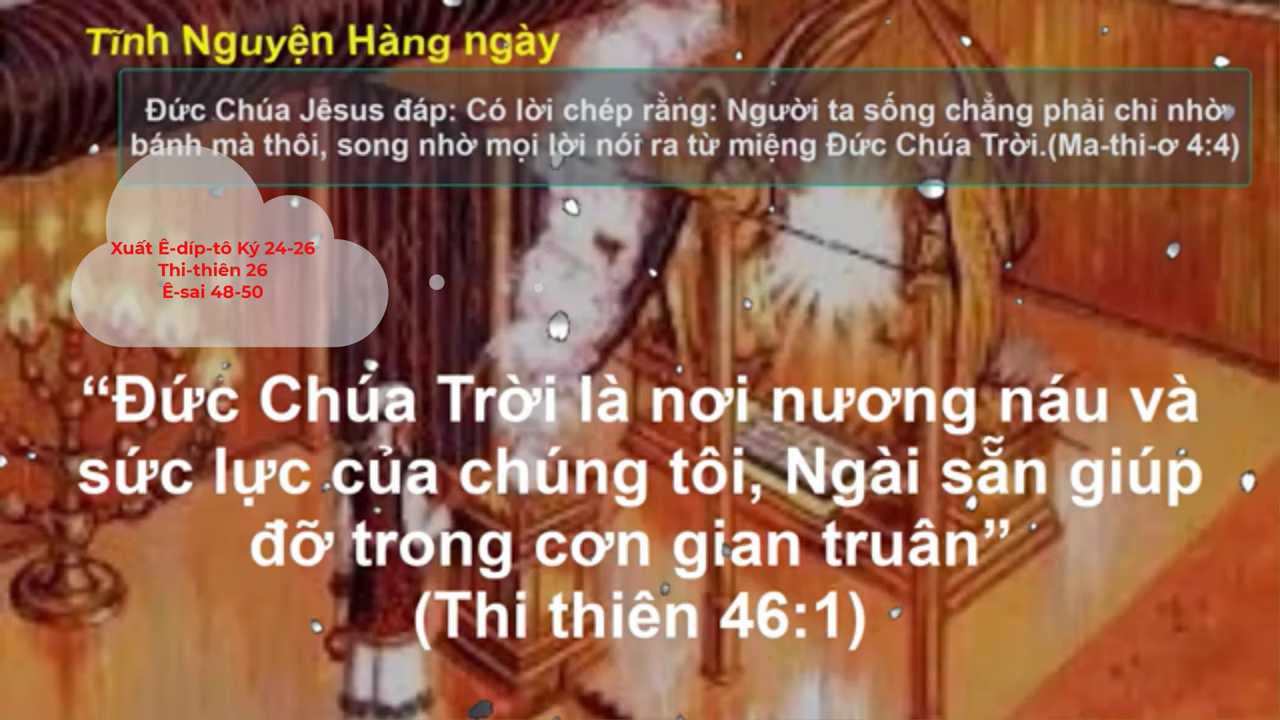 Tĩnh Nguyện Hàng ngày
Đức Chúa Jêsus đáp: Có lời chép rằng: Người ta sống chẳng phải chỉ nhờ
bánh mà thôi, song nhờ mọi lời nói ra từ miệng Đức Chúa Trời.(Ma-thi-ơ 4:4)
Xuất Ê-díp-tô Ký 24-26
Thi-thiên 26
Ê-sai 48-50
“Đức Chúa Trời là nơi nương náu và
sức lực của chúng tôi, Ngài sẵn giúp
đỡ trong cơn gian truân”
(Thi thiên 46:1)